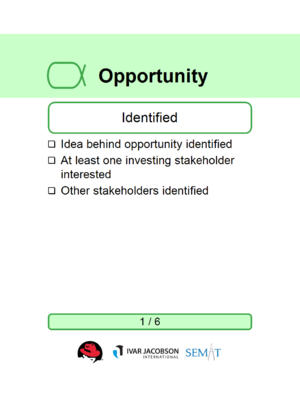 Opportunity
Identified
❑ Idea behind opportunity identified
❑ At least one investing stakeholder
interested
❑ Other stakeholders identified
1 / 6
IVAR JACOBSON
INTERNATIONAL
SEMAT